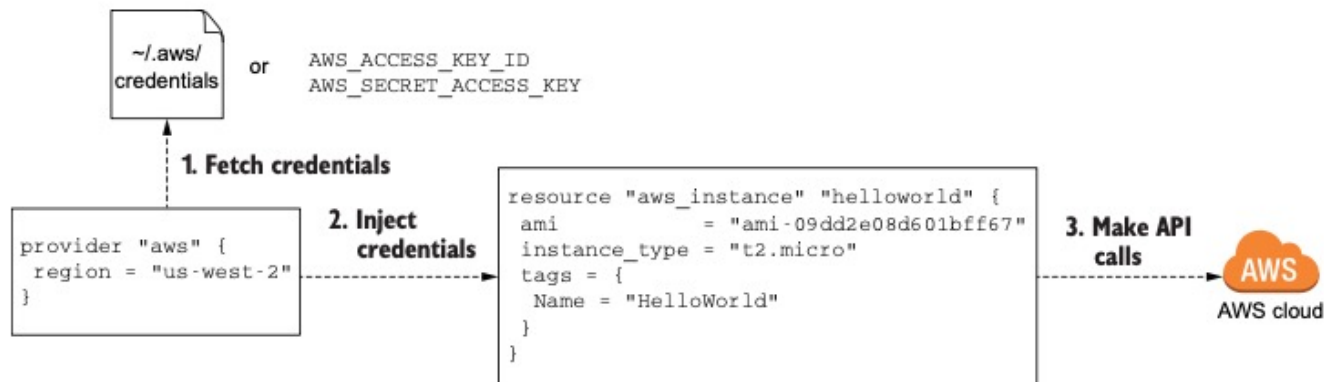 ~/.aws/
credentials
or
AWS_ACCESS_KEY_ID
AWS_SECRET_ACCESS_KEY
1. Fetch credentials
provider "aws" {
 region = "us-west-2"
}
2. Inject
credentials
resource "aws_instance" "helloworld" {
 ami           = "ami-09dd2e08d601bff67"
 instance_type = "t2.micro"
 tags = {
  Name = "HelloWorld"
 }
}
3. Make API
calls
AWS
AWS cloud